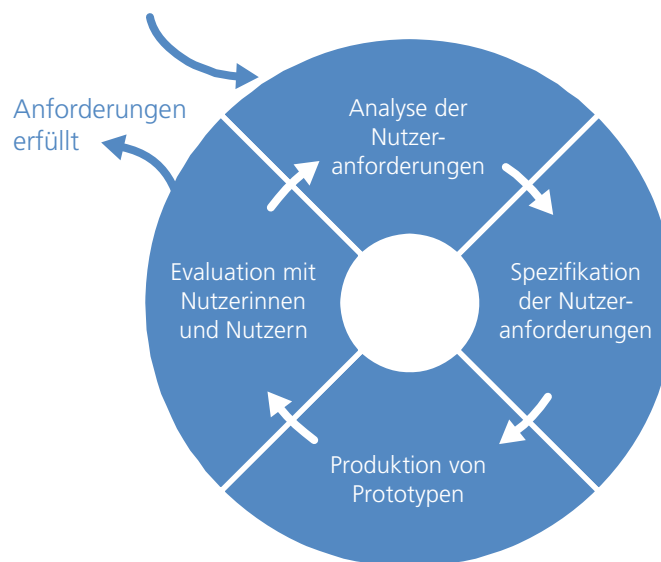 Anforderungen
erfüllt
Analyse der
Nutzer-
anforderungen
Spezifikation
der Nutzer-
anforderungen
Produktion von
Prototypen
Evaluation mit
Nutzerinnen
und Nutzern